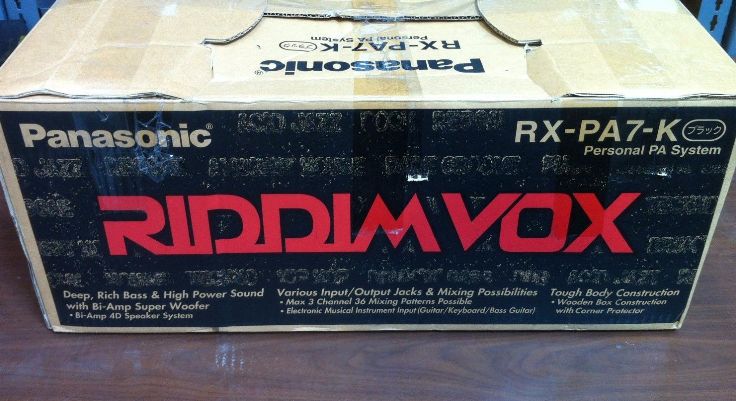 Panasonic®
RX-PA7-K ブラック
Personal PA System
Panasonic®
RX-PA7-K ブラック
Personal PA System
RIDDIMVOX
Deep, Rich Bass & High Power Sound
with Bi-Amp Super Woofer
• Bi-Amp 4D Speaker System
Various Input/Output Jacks & Mixing Possibilities
• Max 3 Channel 36 Mixing Patterns Possible
• Electronic Musical Instrument Input(Guitar/Keyboard/Bass Guitar)
Tough Body Construction
• Wooden Box Construction
with Corner Protector